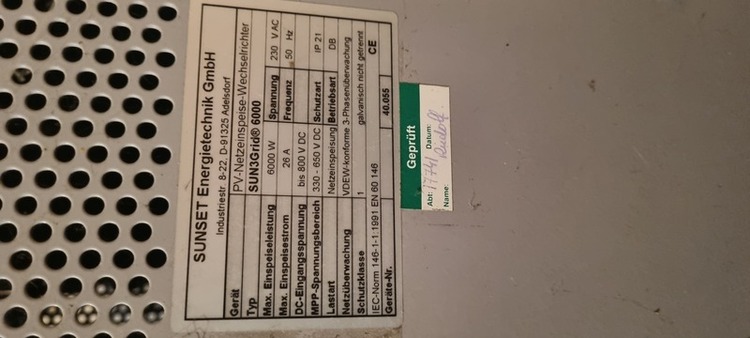 SUNSET Energietechnik GmbH
Industriestr. 8-22, D-91325 Adelsdorf
Gerät PV-Netzeinspeise-Wechselrichter
Typ SUN3Grid® 6000
Max. Einspeiseleistung 6000 W Spannung 230 V AC
Max. Einspeisestrom 26 A Frequenz 50 Hz
DC-Eingangsspannung bis 800 V DC
MPP-Spannungsbereich 330 - 650 V DC Schutzart IP 21
Lastart Netzeinspeisung Betriebsart DB
Netzüberwachung VDEW-konforme 3-Phasenüberwachung
Schutzklasse 1 galvanisch nicht getrennt
IEC-Norm 146-1-1:1991 EN 60 146 CE
Geräte-Nr. 40.055
Geprüft
Abt: 17741 Datum:
Name: Rudolf